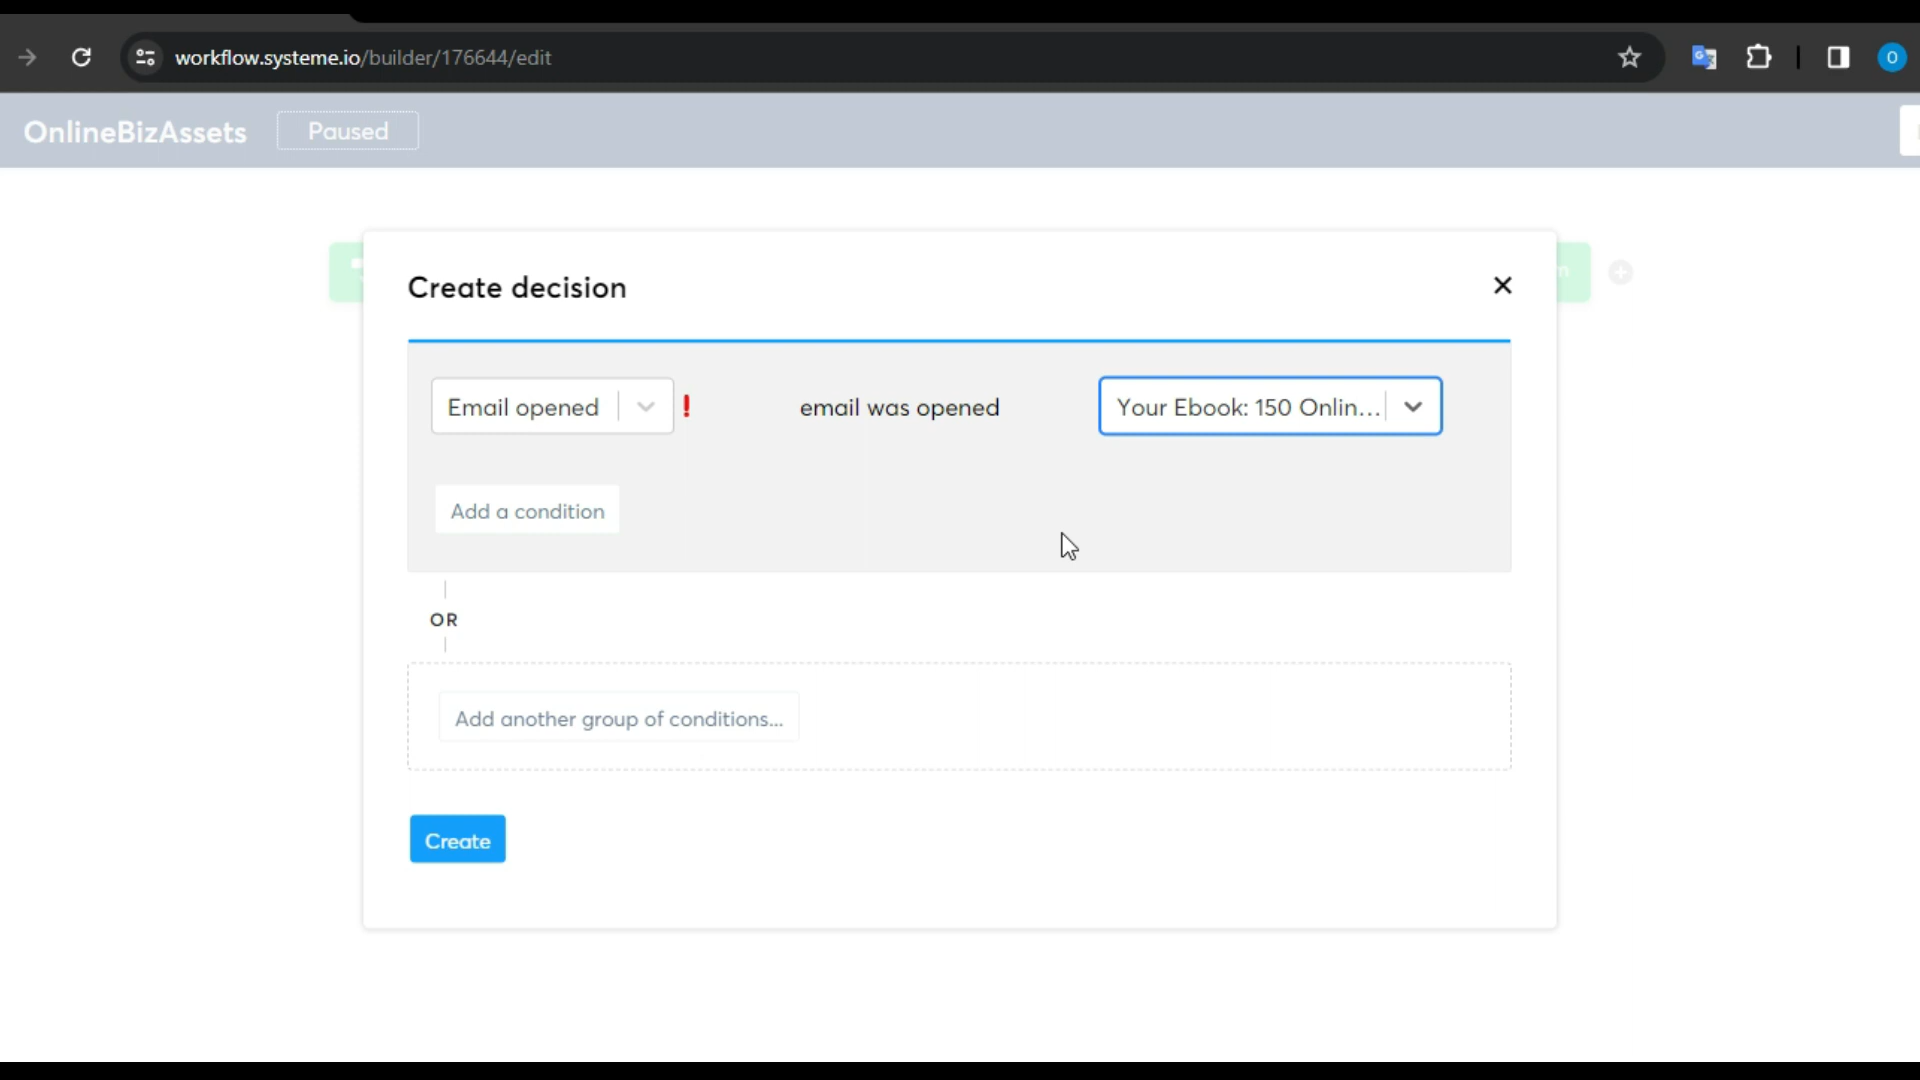 workflow.systeme.io/builder/176644/edit
O
OnlineBizAssets
Paused
Create decision
Email opened
!
email was opened
Your Ebook: 150 Onlin...
Add a condition
OR
Add another group of conditions...
Create